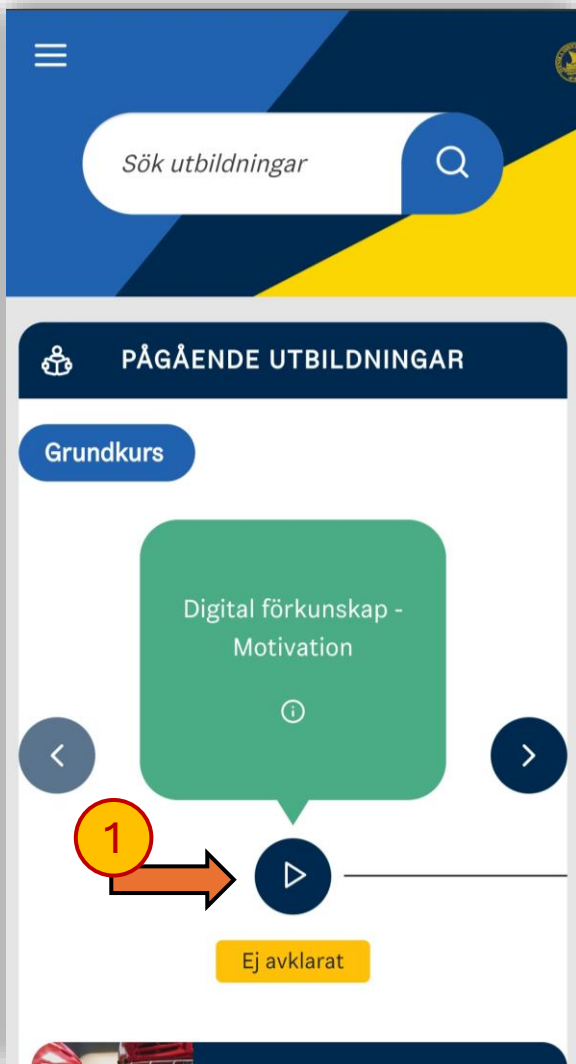 Sök utbildningar
PÅGÅENDE UTBILDNINGAR
Grundkurs
Digital förkunskap -
Motivation
1
Ej avklarat